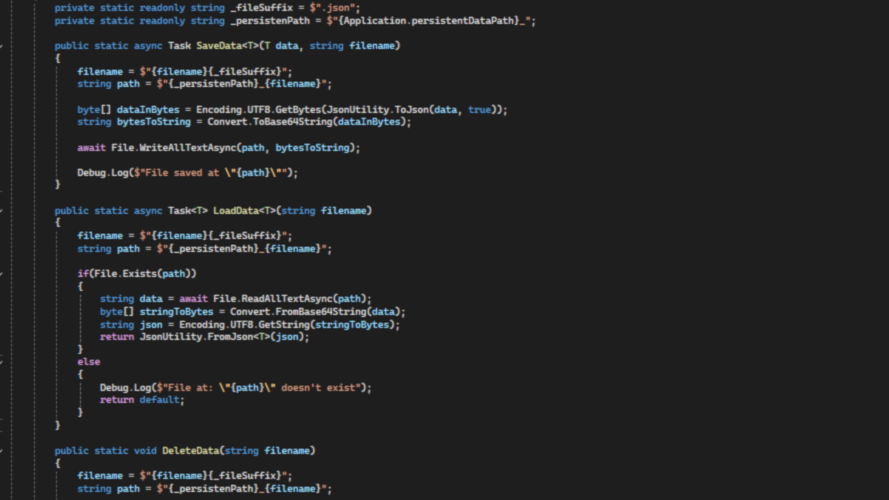 private static readonly string _fileSuffix = $".json";
private static readonly string _persistenPath = $"{Application.persistentDataPath}_";
public static async Task SaveData<T>(T data, string filename)
{
filename = $"{filename}{_fileSuffix}";
string path = $"{_persistenPath}_{filename}";
byte[] dataInBytes = Encoding.UTF8.GetBytes(JsonUtility.ToJson(data, true));
string bytesToString = Convert.ToBase64String(dataInBytes);
await File.WriteAllTextAsync(path, bytesToString);
Debug.Log($"File saved at \"{path}\"");
}
public static async Task<T> LoadData<T>(string filename)
{
filename = $"{filename}{_fileSuffix}";
string path = $"{_persistenPath}_{filename}";
if(File.Exists(path))
{
string data = await File.ReadAllTextAsync(path);
byte[] stringToBytes = Convert.FromBase64String(data);
string json = Encoding.UTF8.GetString(stringToBytes);
return JsonUtility.FromJson<T>(json);
}
else
{
Debug.Log($"File at: \"{path}\" doesn't exist");
return default;
}
}
public static void DeleteData(string filename)
{
filename = $"{filename}{_fileSuffix}";
string path = $"{_persistenPath}_{filename}";